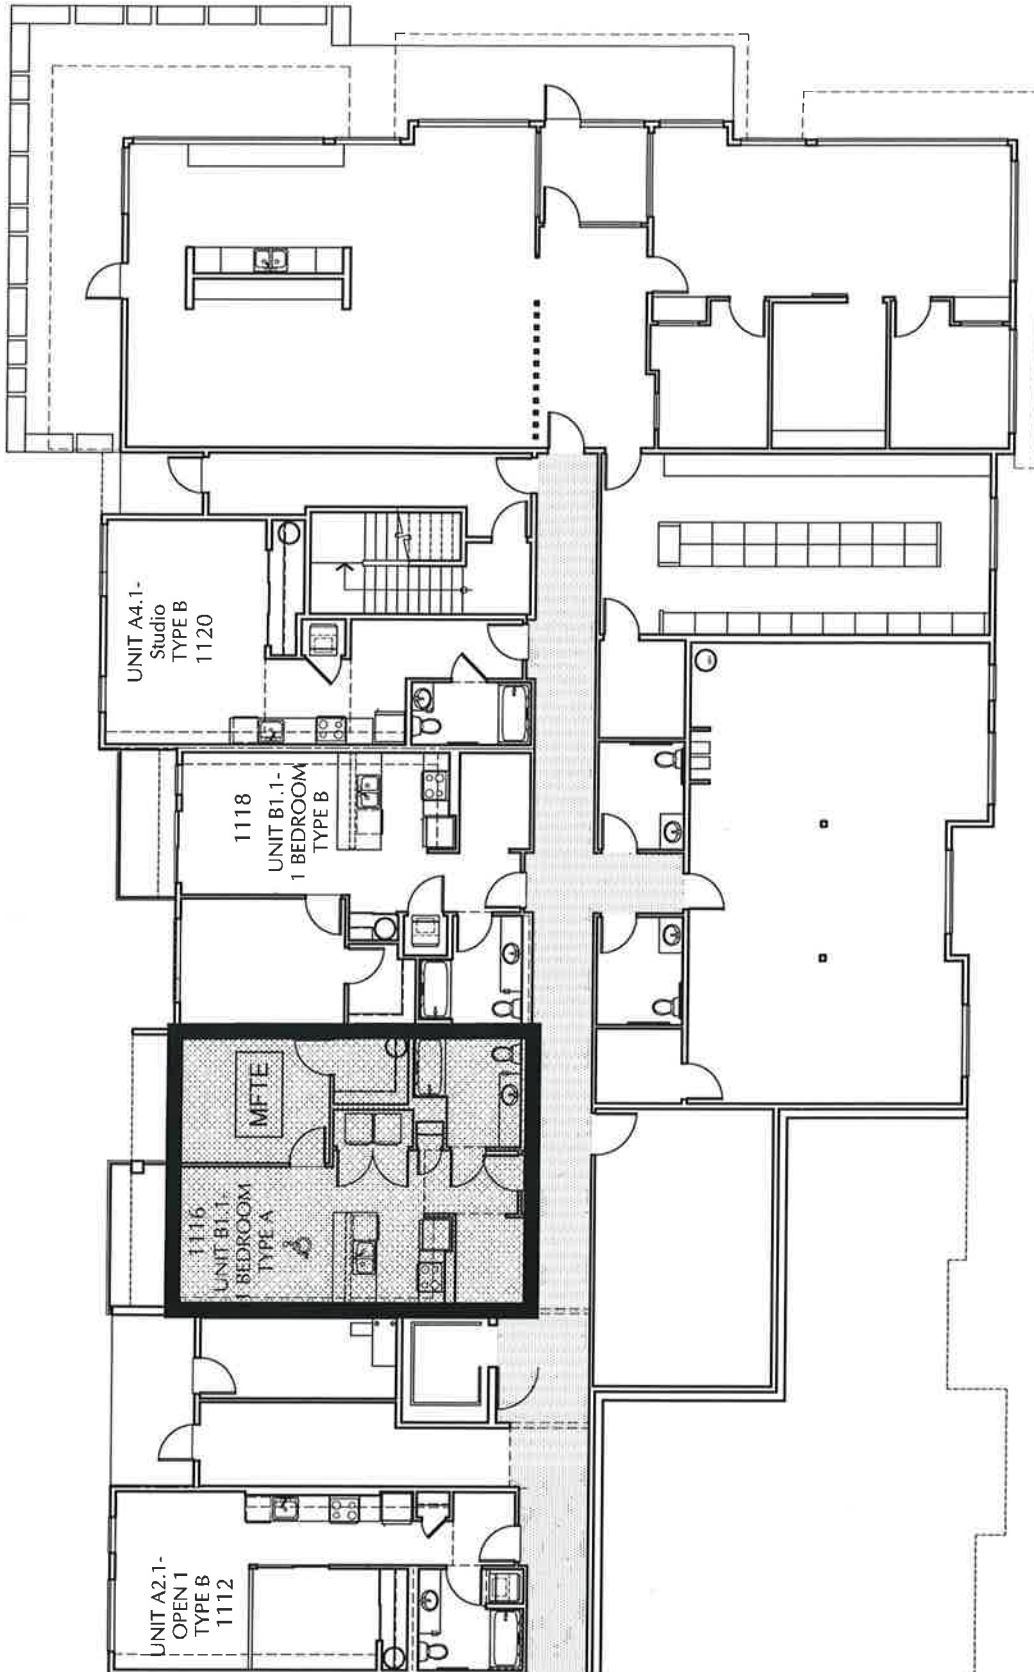 UNIT A4.1-
Studio
TYPE B
1120
1118
UNIT B1.1-
1 BEDROOM
TYPE B
MFTE
1116
UNIT B1.1-
1 BEDROOM
TYPE A
UNIT A2.1-
OPEN 1
TYPE B
1112